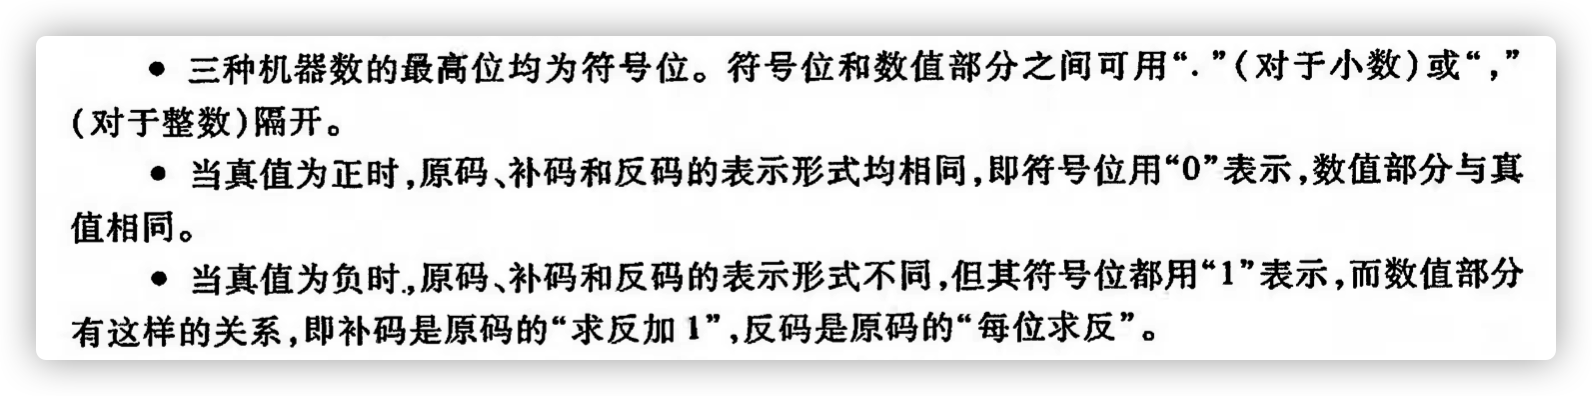 ● 三种机器数的最高位均为符号位。符号位和数值部分之间可用“.”(对于小数)或“,”
(对于整数)隔开。
● 当真值为正时,原码、补码和反码的表示形式均相同,即符号位用“0”表示,数值部分与真
值相同。
● 当真值为负时,原码、补码和反码的表示形式不同,但其符号位都用“1”表示,而数值部分
有这样的关系,即补码是原码的“求反加 1”,反码是原码的“每位求反”。